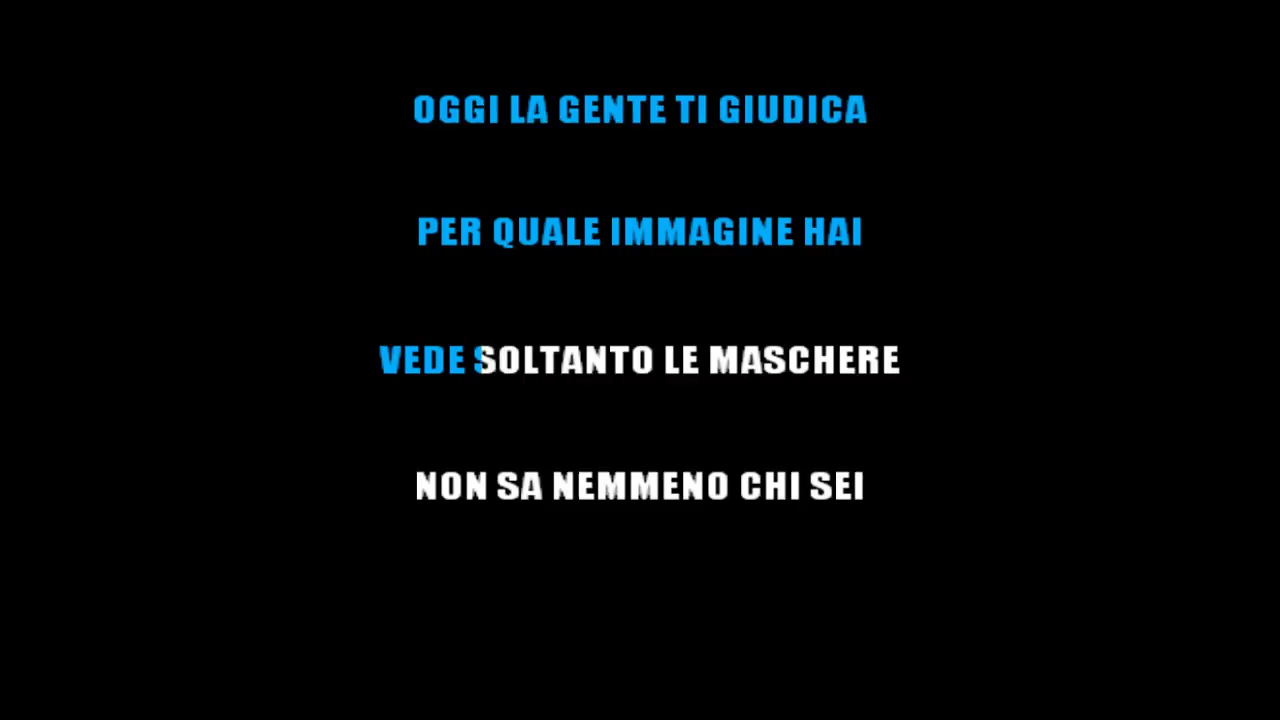 OGGI LA GENTE TI GIUDICA
PER QUALE IMMAGINE HAI
VEDE SOLTANTO LE MASCHERE
NON SA NEMMENO CHI SEI